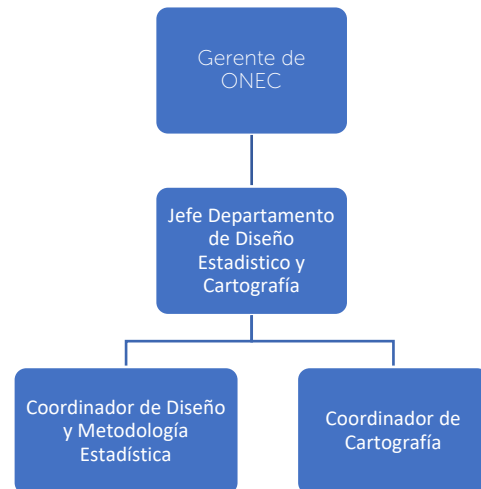 Gerente de
ONEC
Jefe Departamento
de Diseño
Estadistico y
Cartografía
Coordinador de Diseño
y Metodología
Estadística
Coordinador de
Cartografía